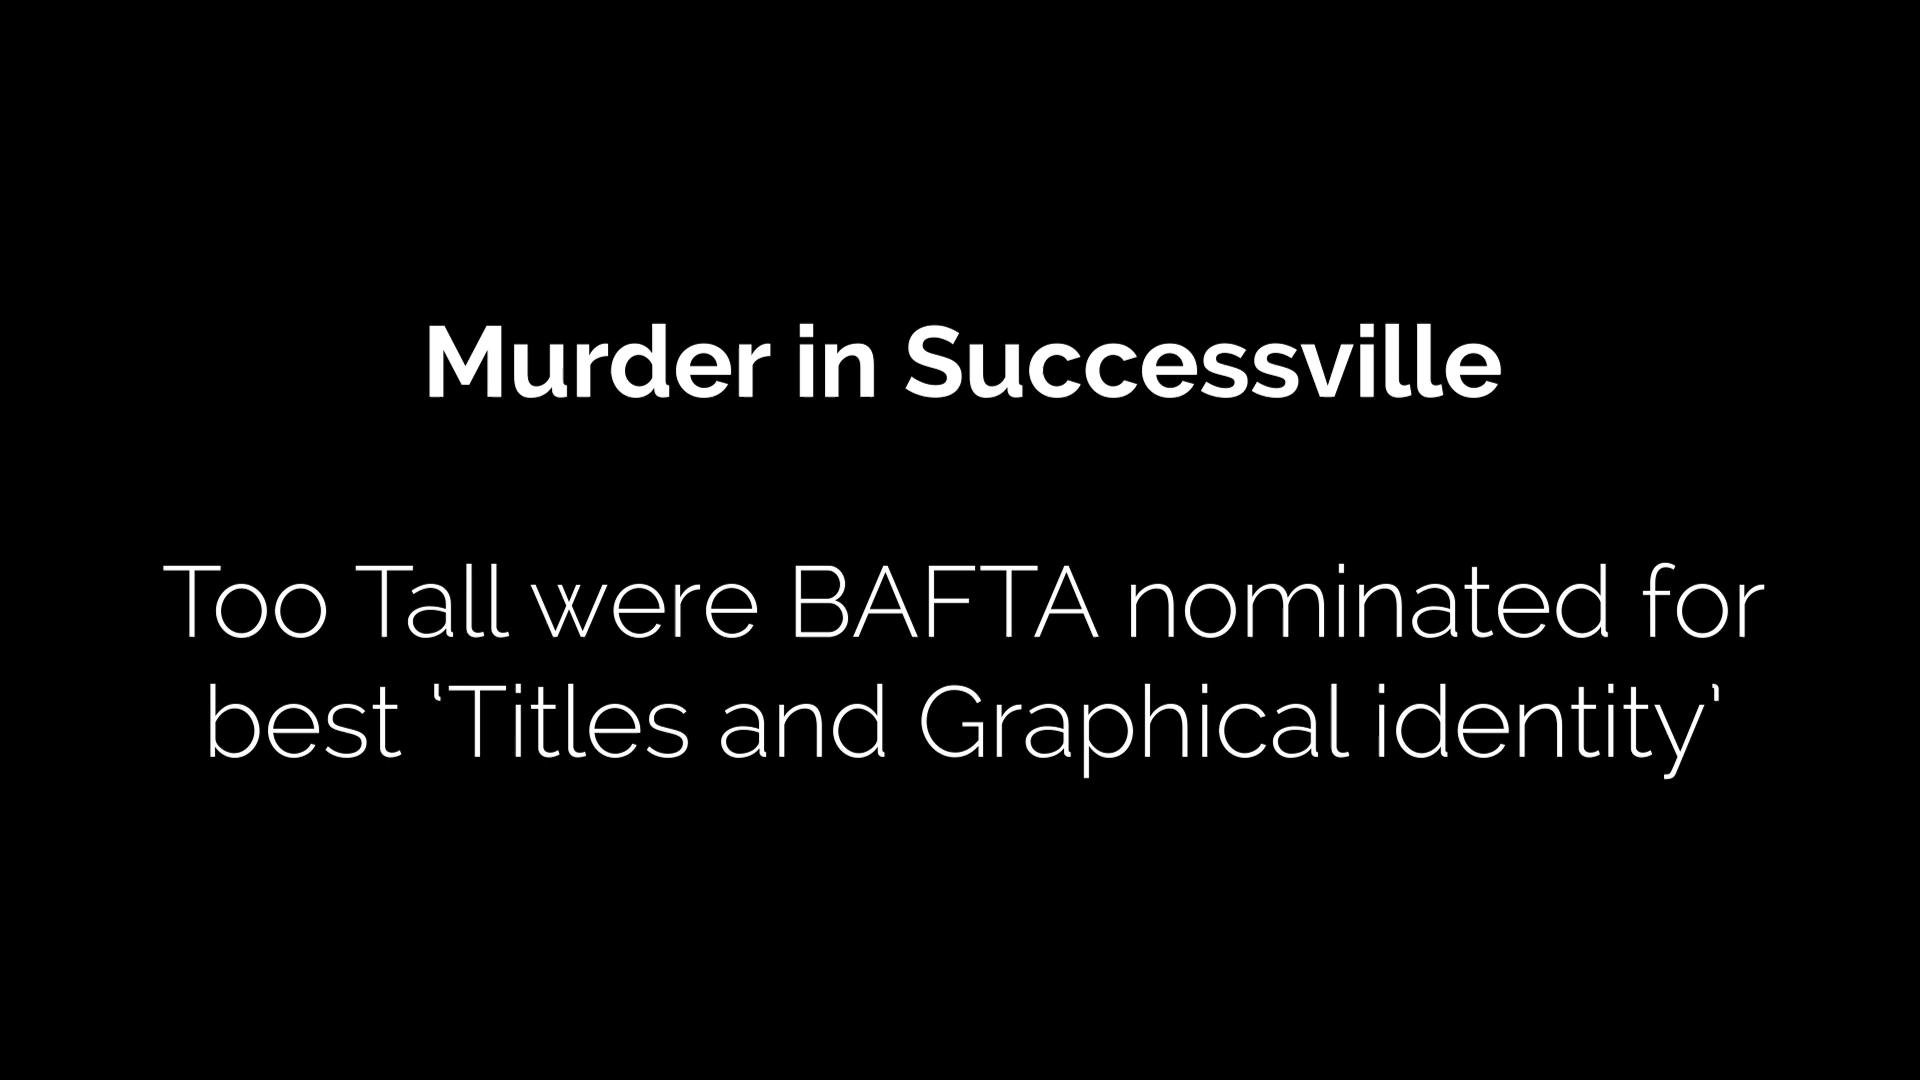 Murder in Successville
Too Tall were BAFTA nominated for
best ‘Titles and Graphical identity’